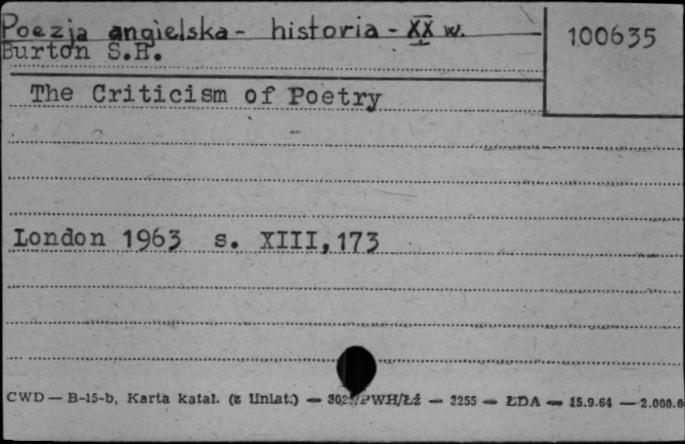 Poezja angielska - historia - XX w.
100635
Burton S.H.
The Criticism of Poetry
London 1963 s. XIII, 173
CWD — B-15-b, Karta katal. (z liniat.) — PWH/Łź — 3255 — ŁDA — 15.9.64 — 2.000.0